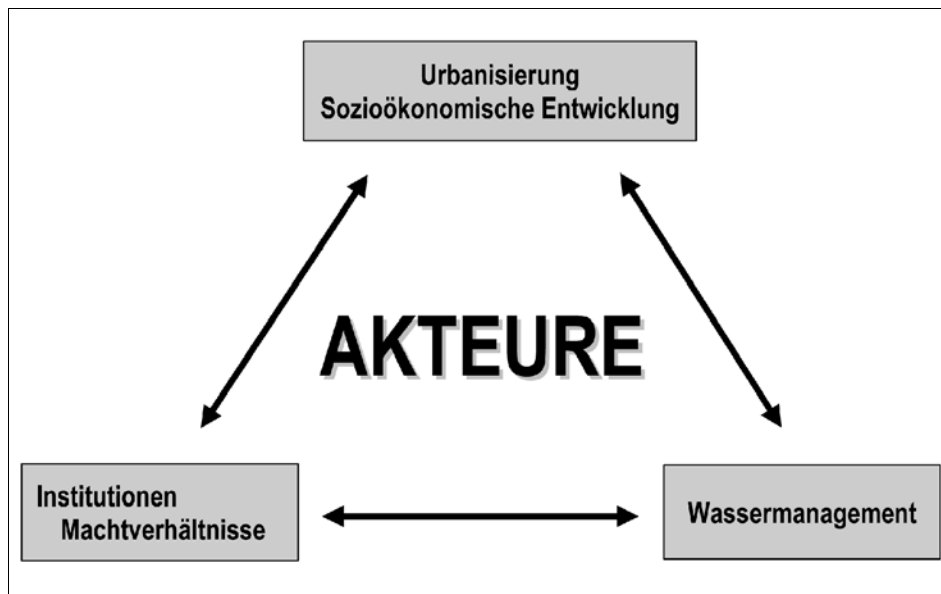 Urbanisierung
Sozioökonomische Entwicklung
AKTEURE
Institutionen
Machtverhältnisse
Wassermanagement